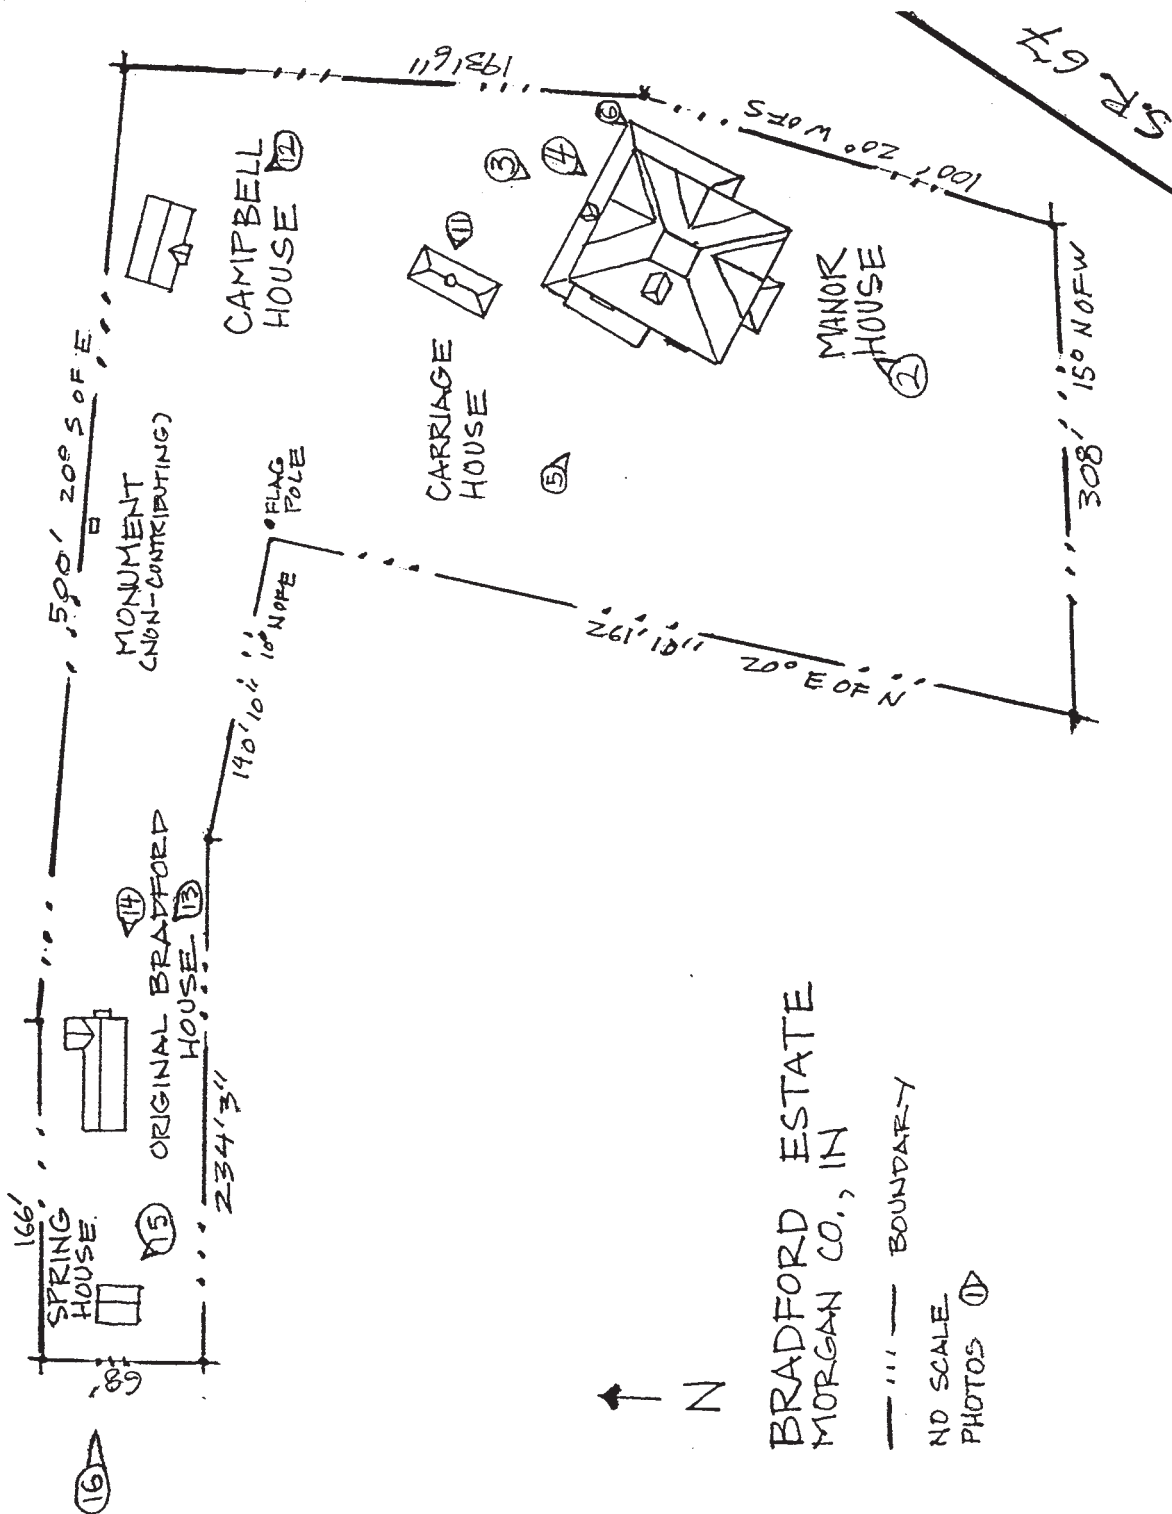 S.R. 67
193'6"
100' 20° W OF S
308' 15° N OF W
20° E OF N
140'10" 10° N OF E
234'3"
68'
166'
500' 20° S OF E
CAMPBELL
HOUSE
12
3
4
6
11
CARRIAGE
HOUSE
MANOR
HOUSE
2
5
MONUMENT
(NON-CONTRIBUTING)
FLAG
POLE
14
ORIGINAL BRADFORD
HOUSE
13
SPRING
HOUSE
15
16
N
BRADFORD ESTATE
MORGAN CO., IN
BOUNDARY
NO SCALE
PHOTOS 1